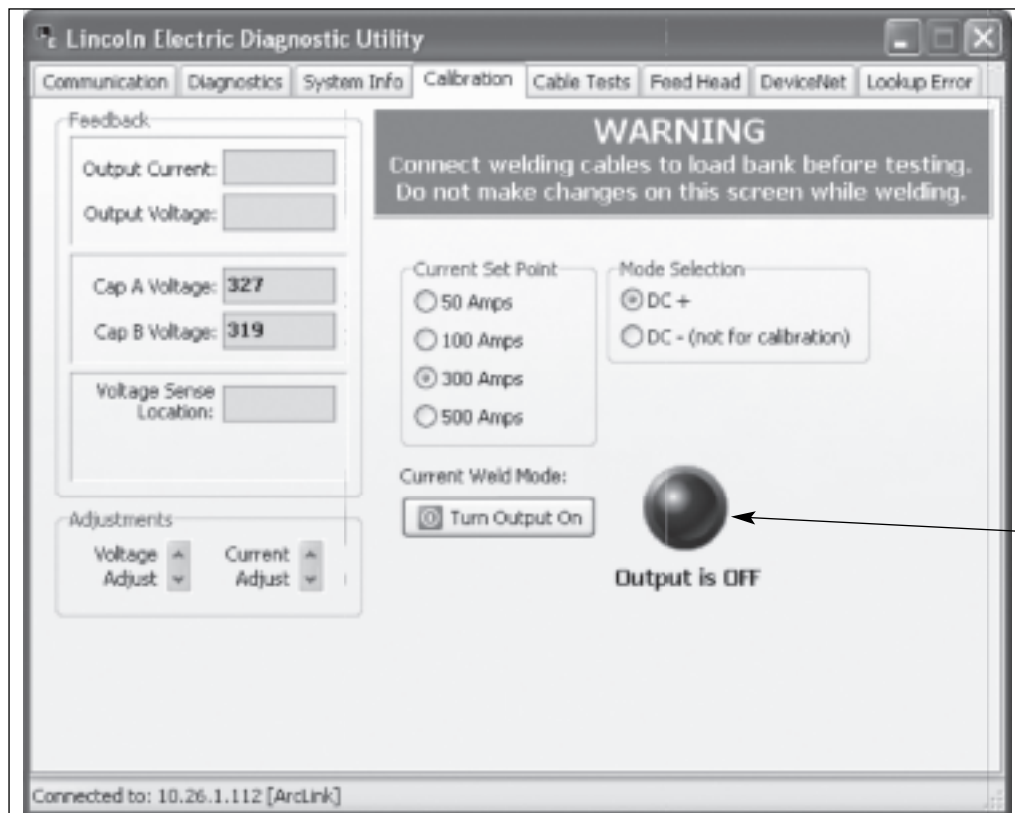 Lincoln Electric Diagnostic Utility
Communication Diagnostics System Info Calibration Cable Tests Feed Head DeviceNet Lookup Error
Feedback
Output Current:
Output Voltage:
Cap A Voltage: 327
Cap B Voltage: 319
Voltage Sense
Location:
Adjustments
Voltage
Adjust
Current
Adjust
WARNING
Connect welding cables to load bank before testing.
Do not make changes on this screen while welding.
Current Set Point
50 Amps
100 Amps
300 Amps
500 Amps
Mode Selection
DC +
DC - (not for calibration)
Current Weld Mode:
Turn Output On
Output is OFF
Connected to: 10.26.1.112 [ArcLink]